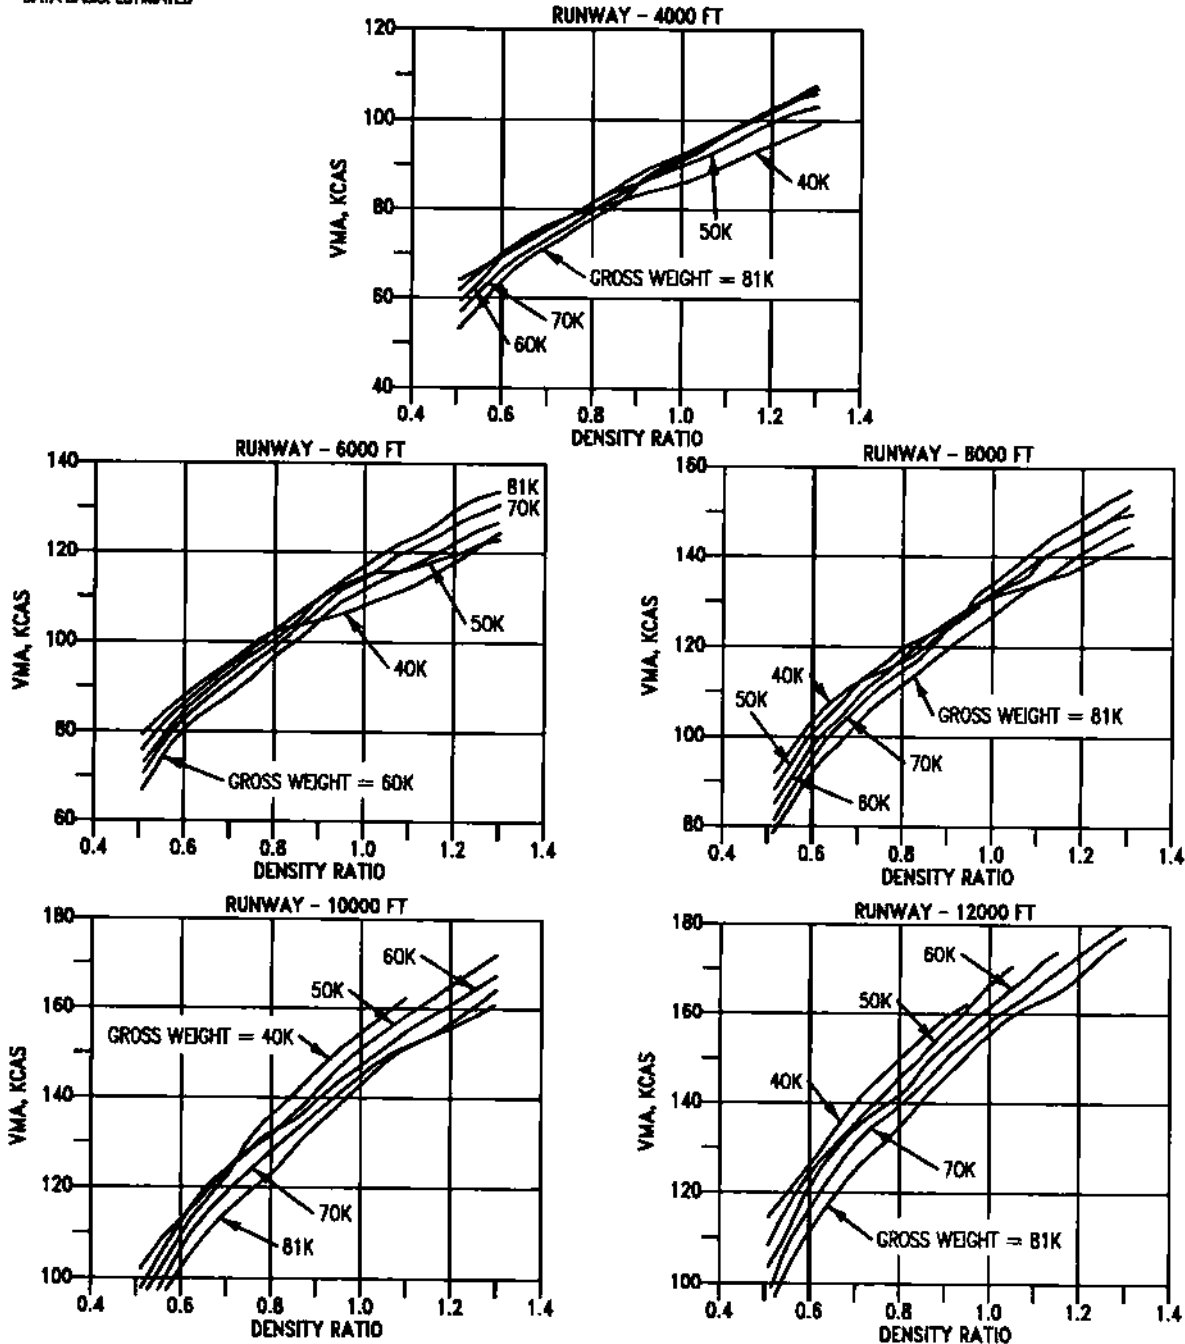 RUNWAY - 4000 FT
120
100
80
60
40
VMA, KCAS
40K
50K
GROSS WEIGHT = 81K
70K
60K
0.4 0.6 0.8 1.0 1.2 1.4
DENSITY RATIO
RUNWAY - 6000 FT
140
120
100
80
60
VMA, KCAS
81K
70K
50K
40K
GROSS WEIGHT = 60K
0.4 0.6 0.8 1.0 1.2 1.4
DENSITY RATIO
RUNWAY - 8000 FT
160
140
120
100
80
VMA, KCAS
40K
50K
GROSS WEIGHT = 81K
70K
60K
0.4 0.6 0.8 1.0 1.2 1.4
DENSITY RATIO
RUNWAY - 10000 FT
180
160
140
120
100
VMA, KCAS
60K
50K
GROSS WEIGHT = 40K
70K
81K
0.4 0.6 0.8 1.0 1.2 1.4
DENSITY RATIO
RUNWAY - 12000 FT
180
160
140
120
100
VMA, KCAS
60K
50K
40K
70K
GROSS WEIGHT = 81K
0.4 0.6 0.8 1.0 1.2 1.4
DENSITY RATIO